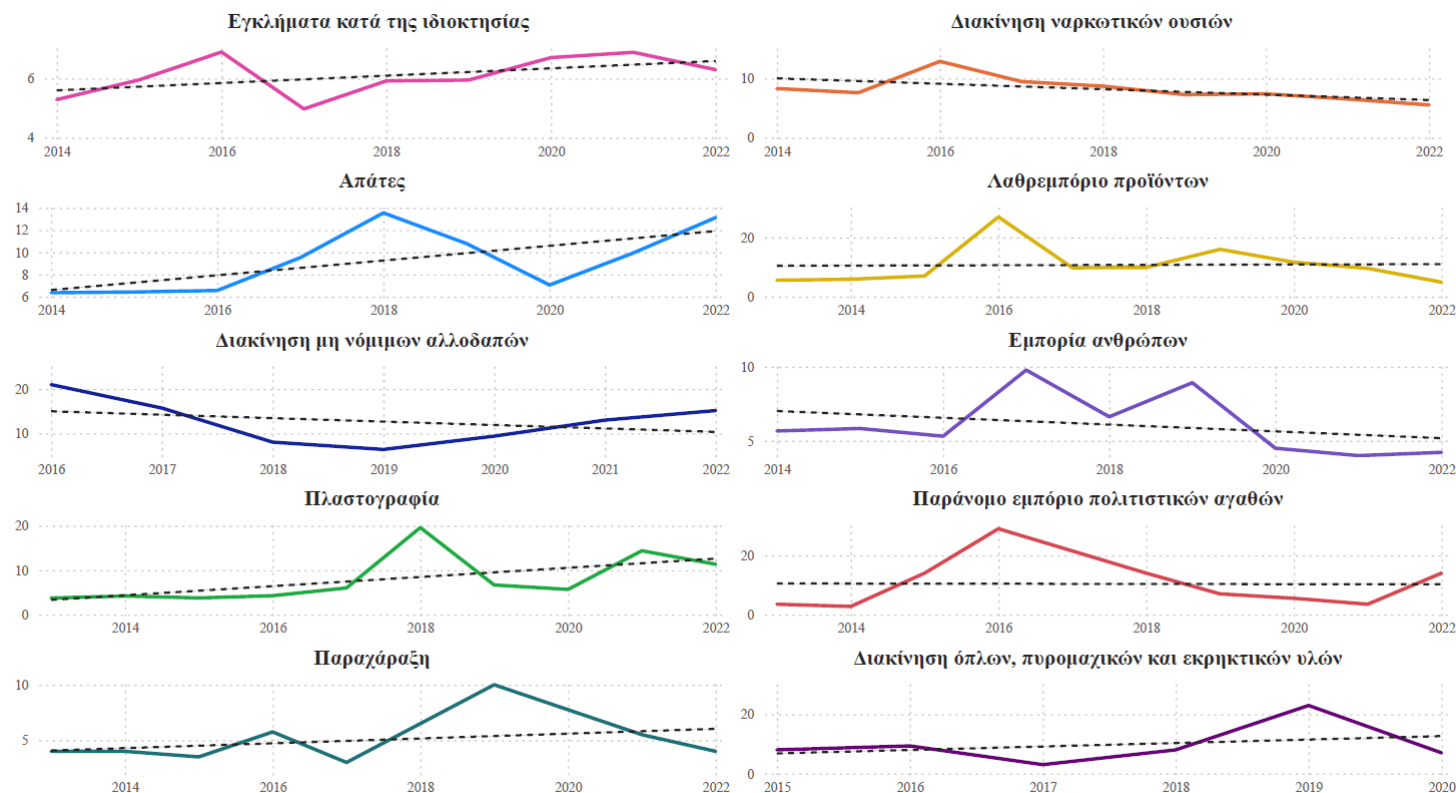 Εγκλήματα κατά της ιδιοκτησίας
6
4
2014 2016 2018 2020 2022
Διακίνηση ναρκωτικών ουσιών
10
0
2014 2016 2018 2020 2022
Απάτες
14
12
10
8
6
2014 2016 2018 2020 2022
Λαθρεμπόριο προϊόντων
20
0
2014 2016 2018 2020 2022
Διακίνηση μη νόμιμων αλλοδαπών
20
10
2016 2017 2018 2019 2020 2021 2022
Εμπορία ανθρώπων
10
5
2014 2016 2018 2020 2022
Πλαστογραφία
20
10
0
2014 2016 2018 2020 2022
Παράνομο εμπόριο πολιτιστικών αγαθών
20
0
2014 2016 2018 2020 2022
Παραχάραξη
10
5
2014 2016 2018 2020 2022
Διακίνηση όπλων, πυρομαχικών και εκρηκτικών υλών
20
0
2015 2016 2017 2018 2019 2020